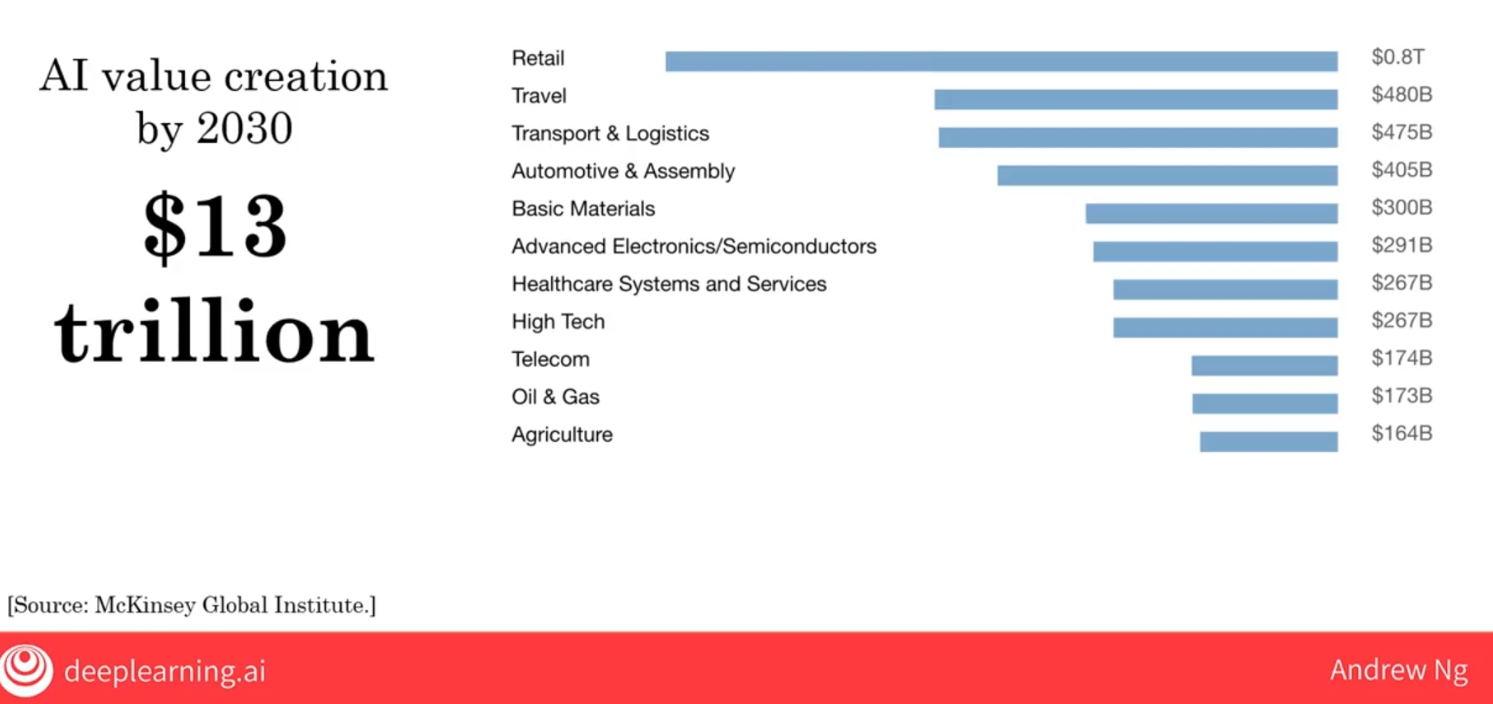 AI value creation
by 2030
$13
trillion
Retail $0.8T
Travel $480B
Transport & Logistics $475B
Automotive & Assembly $405B
Basic Materials $300B
Advanced Electronics/Semiconductors $291B
Healthcare Systems and Services $267B
High Tech $267B
Telecom $174B
Oil & Gas $173B
Agriculture $164B
[Source: McKinsey Global Institute.]
deeplearning.ai
Andrew Ng